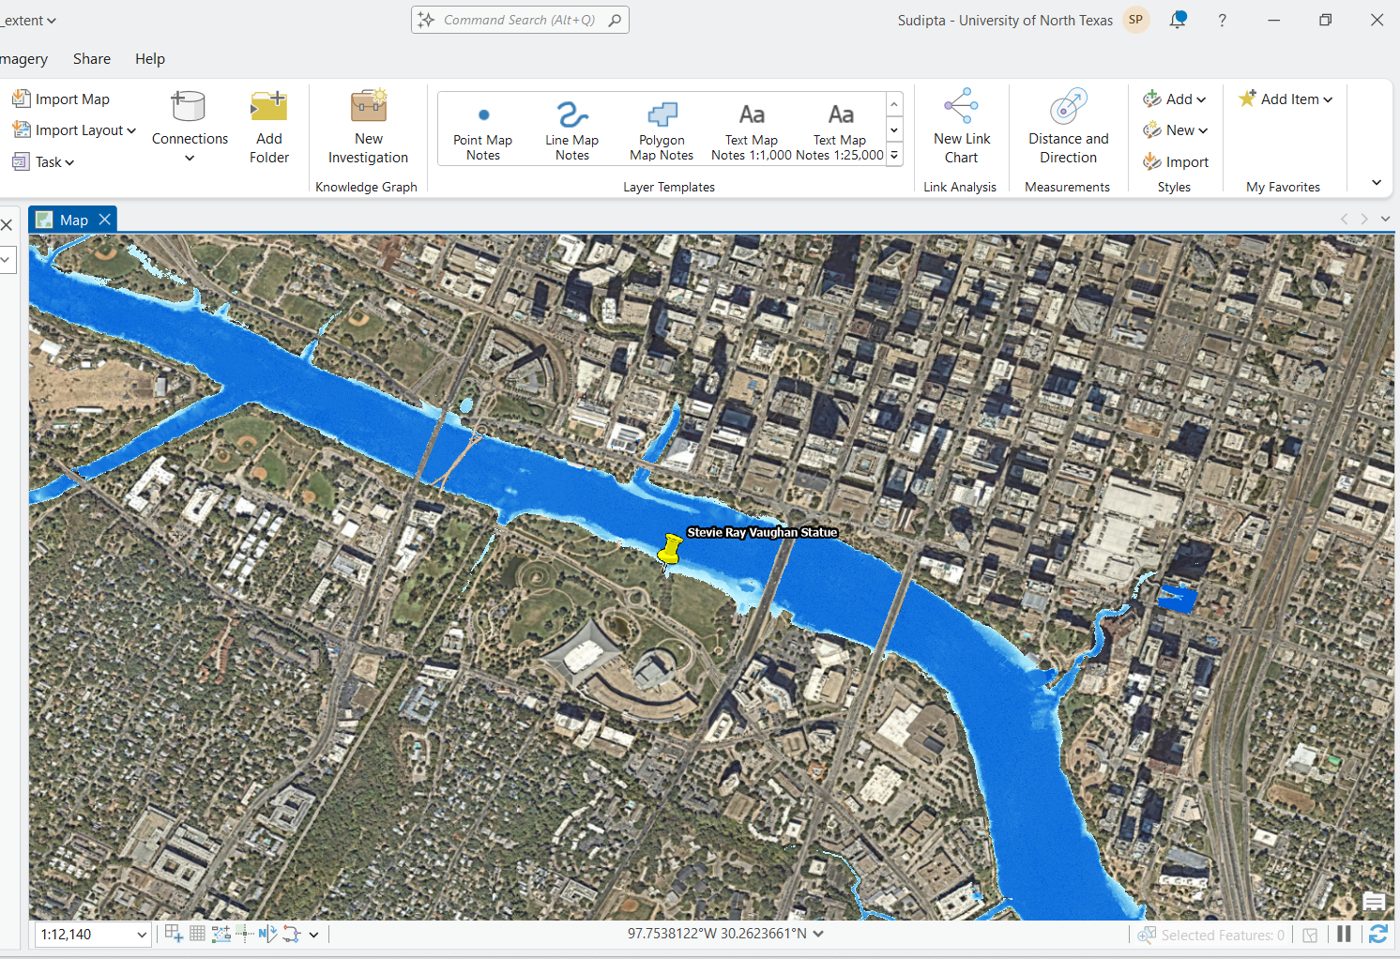 _extent
Command Search (Alt+Q)
Sudipta - University of North Texas
SP
?
magery
Share
Help
Import Map
Import Layout
Task
Connections
Add
Folder
New
Investigation
Knowledge Graph
Point Map
Notes
Line Map
Notes
Polygon
Map Notes
Aa
Text Map
Notes 1:1,000
Aa
Text Map
Notes 1:25,000
Layer Templates
New Link
Chart
Link Analysis
Distance and
Direction
Measurements
Add
New
Import
Styles
Add Item
My Favorites
Map
Stevie Ray Vaughan Statue
1:12,140
97.7538122°W 30.2623661°N
Selected Features: 0